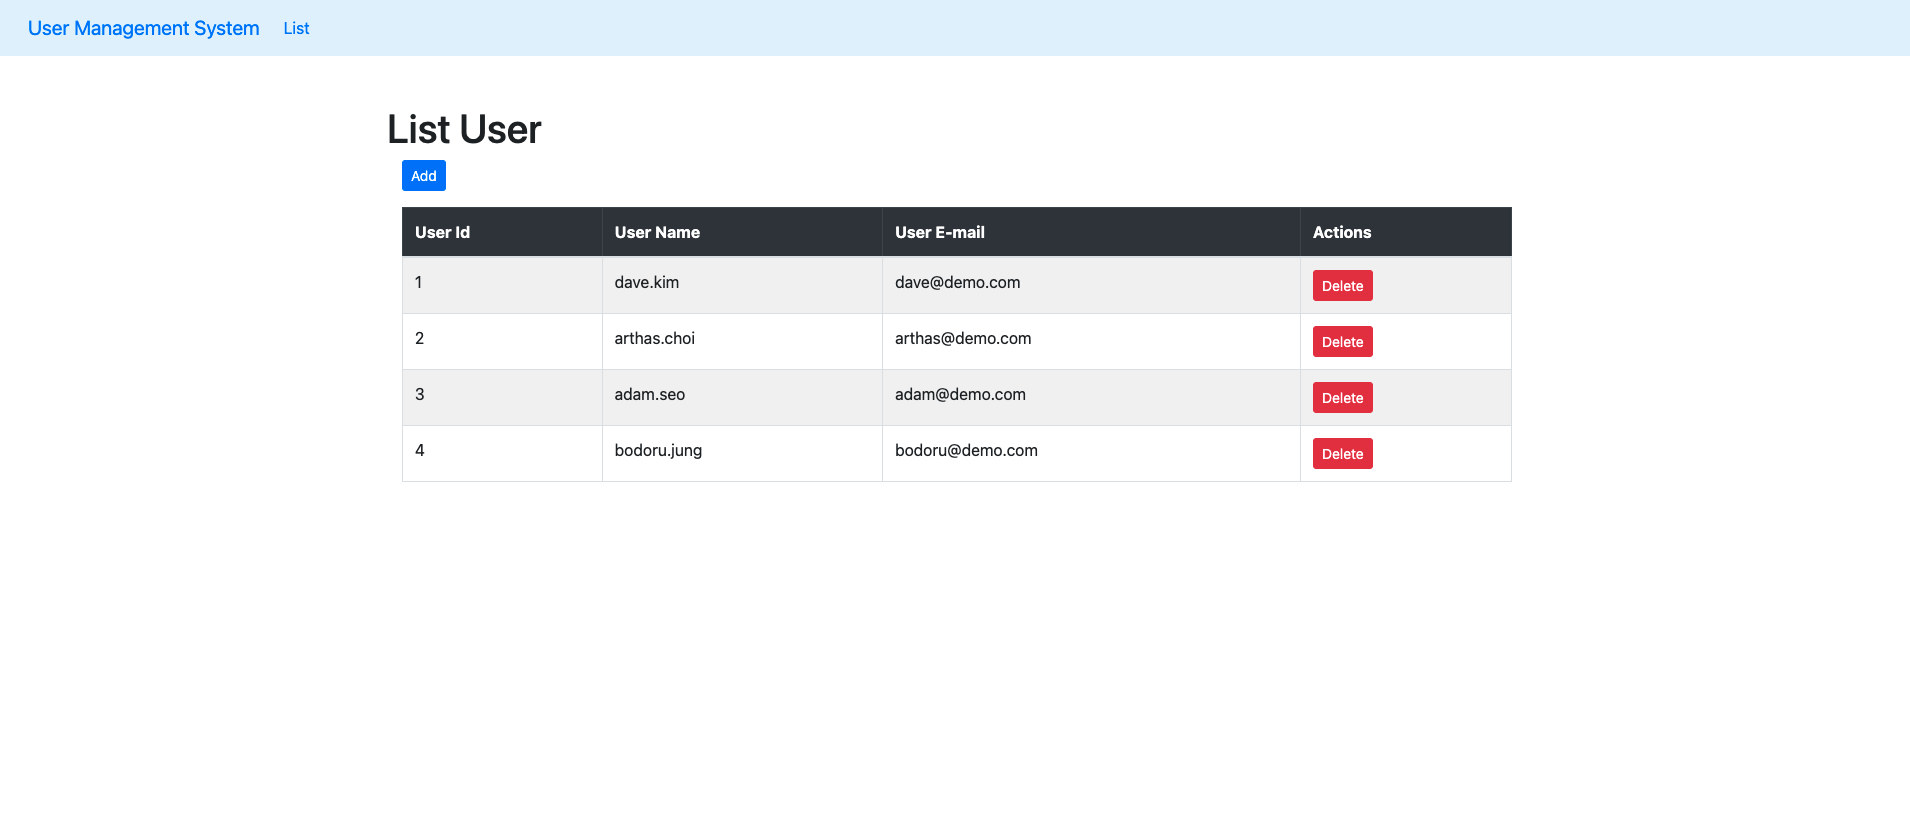 User Management System List
List User
Add
User Id User Name User E-mail Actions
1 dave.kim dave@demo.com Delete
2 arthas.choi arthas@demo.com Delete
3 adam.seo adam@demo.com Delete
4 bodoru.jung bodoru@demo.com Delete